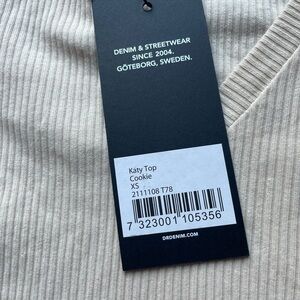 DENIM & STREETWEAR
SINCE 2004.
GÖTEBORG, SWEDEN.
Katy Top
Cookie
XS
2111108 T78
7 323001 105356
DRDENIM.COM